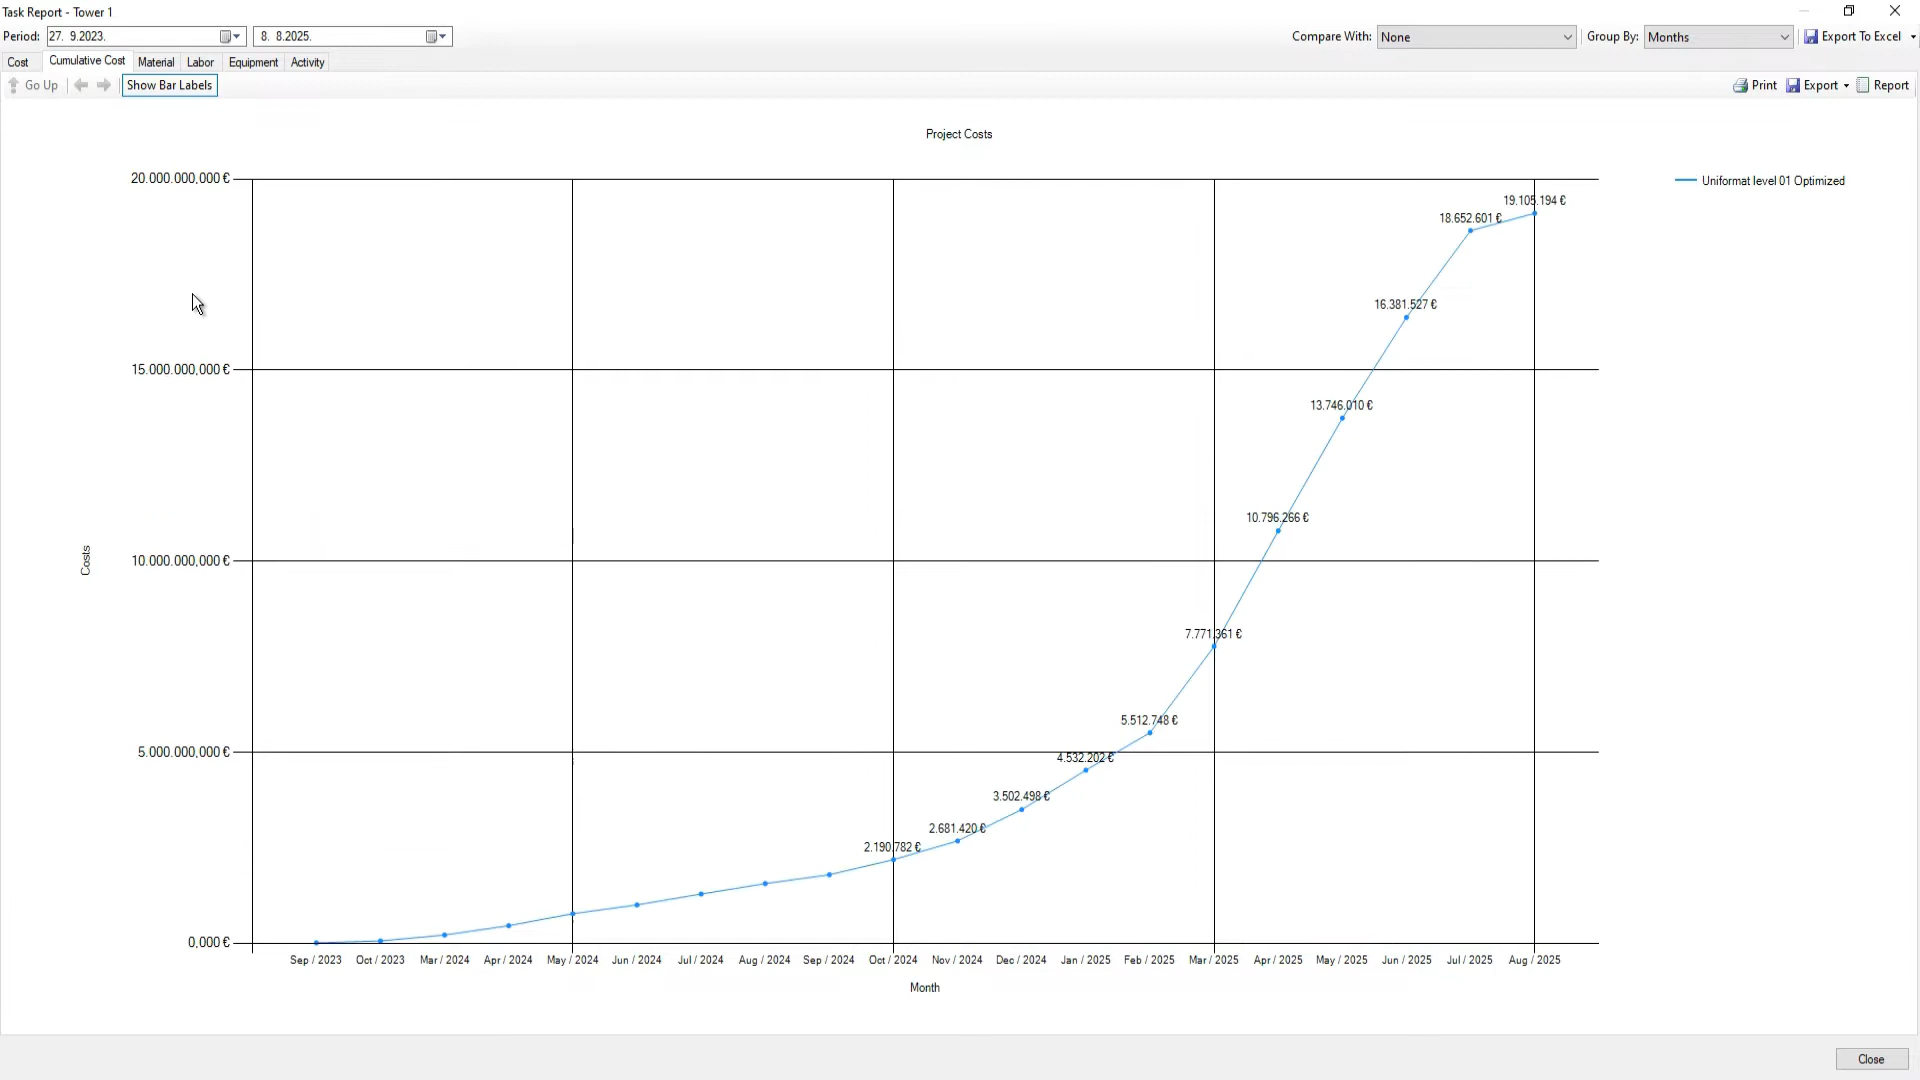 Task Report - Tower 1
Period: 27. 9.2023. 8. 8.2025. Compare With: None Group By: Months Export To Excel
Cost Cumulative Cost Material Labor Equipment Activity
Go Up Show Bar Labels Print Export Report
Project Costs
20.000.000,000 €
Uniformat level 01 Optimized
19.105.194 €
18.652.601 €
16.381.527 €
15.000.000,000 €
13.746.010 €
10.796.266 €
Costs
10.000.000,000 €
7.771.361 €
5.512.748 €
5.000.000,000 €
4.532.202 €
3.502.498 €
2.681.420 €
2.190.782 €
0,000 €
Sep / 2023 Oct / 2023 Mar / 2024 Apr / 2024 May / 2024 Jun / 2024 Jul / 2024 Aug / 2024 Sep / 2024 Oct / 2024 Nov / 2024 Dec / 2024 Jan / 2025 Feb / 2025 Mar / 2025 Apr / 2025 May / 2025 Jun / 2025 Jul / 2025 Aug / 2025
Month
Close